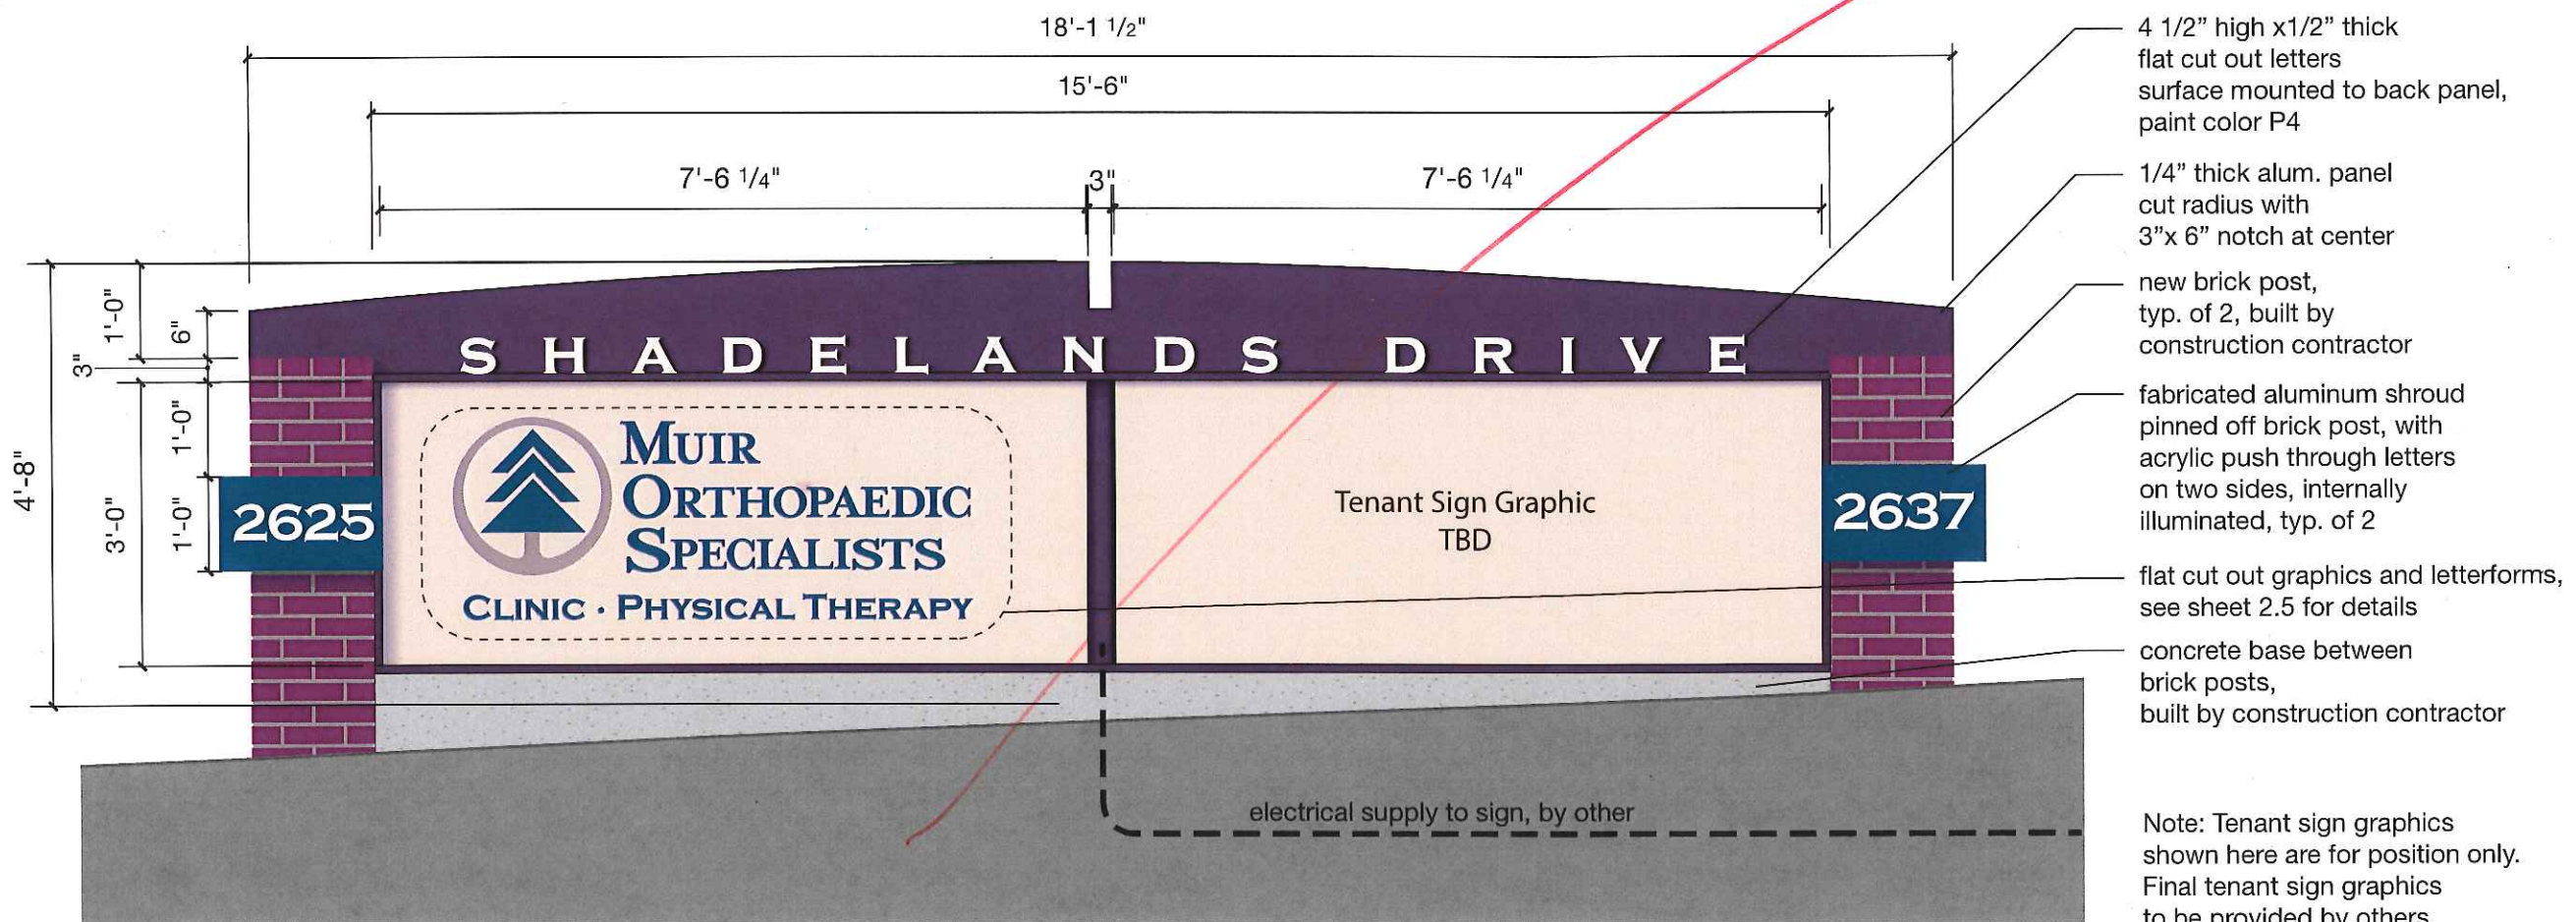 18'-1 1/2"
15'-6"
7'-6 1/4"
3"
7'-6 1/4"
4'-8"
1'-0"
6"
3"
3'-0"
1'-0"
1'-0"
SHADELANDS DRIVE
2625
MUIR
ORTHOPAEDIC
SPECIALISTS
CLINIC · PHYSICAL THERAPY
Tenant Sign Graphic
TBD
2637
electrical supply to sign, by other
4 1/2” high x1/2” thick
flat cut out letters
surface mounted to back panel,
paint color P4
1/4” thick alum. panel
cut radius with
3”x 6” notch at center
new brick post,
typ. of 2, built by
construction contractor
fabricated aluminum shroud
pinned off brick post, with
acrylic push through letters
on two sides, internally
illuminated, typ. of 2
flat cut out graphics and letterforms,
see sheet 2.5 for details
concrete base between
brick posts,
built by construction contractor
Note: Tenant sign graphics
shown here are for position only.
Final tenant sign graphics
to be provided by others